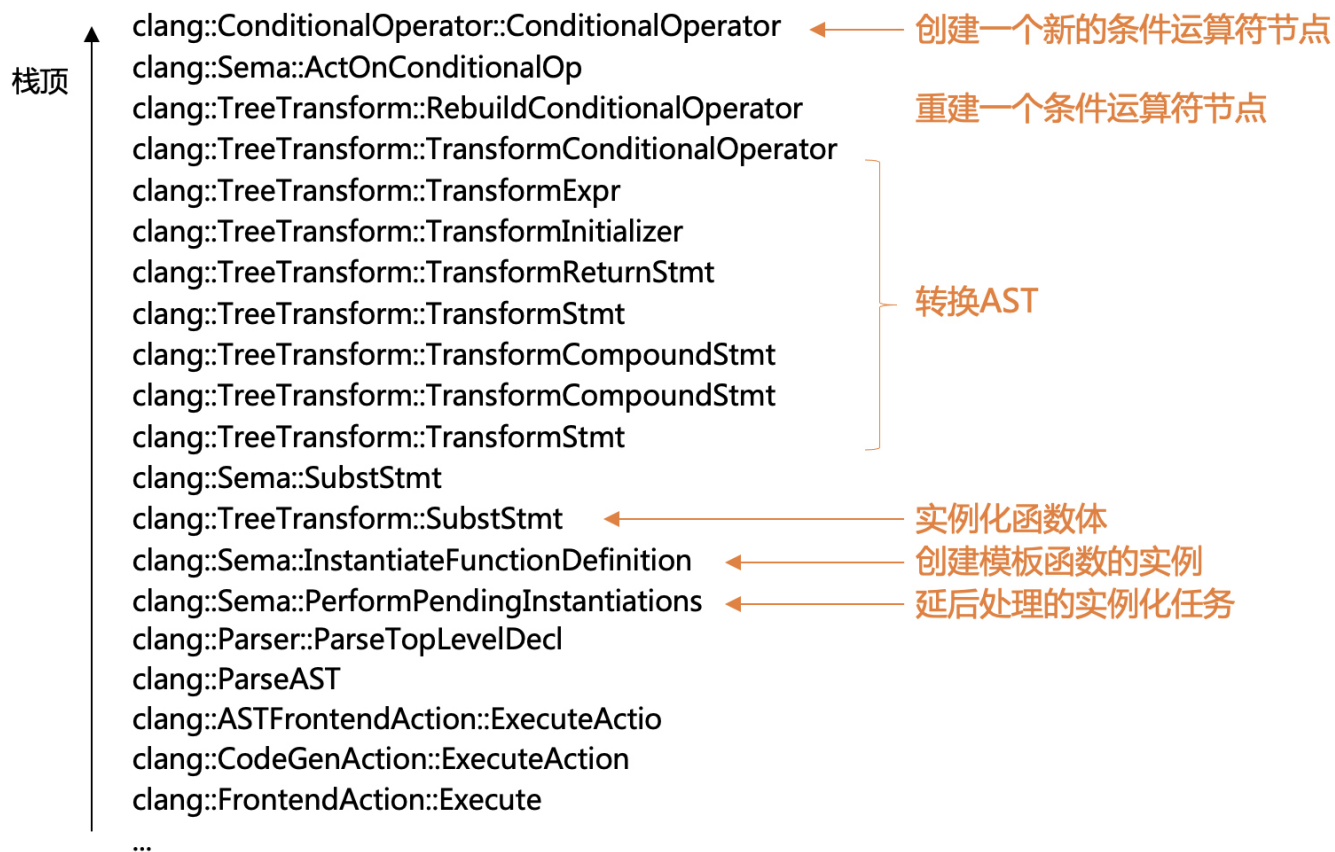 clang::ConditionalOperator::ConditionalOperator 创建一个新的条件运算符节点
栈顶
clang::Sema::ActOnConditionalOp
clang::TreeTransform::RebuildConditionalOperator 重建一个条件运算符节点
clang::TreeTransform::TransformConditionalOperator
clang::TreeTransform::TransformExpr
clang::TreeTransform::TransformInitializer
clang::TreeTransform::TransformReturnStmt
转换AST
clang::TreeTransform::TransformStmt
clang::TreeTransform::TransformCompoundStmt
clang::TreeTransform::TransformCompoundStmt
clang::TreeTransform::TransformStmt
clang::Sema::SubstStmt
clang::TreeTransform::SubstStmt 实例化函数体
clang::Sema::InstantiateFunctionDefinition 创建模板函数的实例
clang::Sema::PerformPendingInstantiations 延后处理的实例化任务
clang::Parser::ParseTopLevelDecl
clang::ParseAST
clang::ASTFrontendAction::ExecuteActio
clang::CodeGenAction::ExecuteAction
clang::FrontendAction::Execute
...